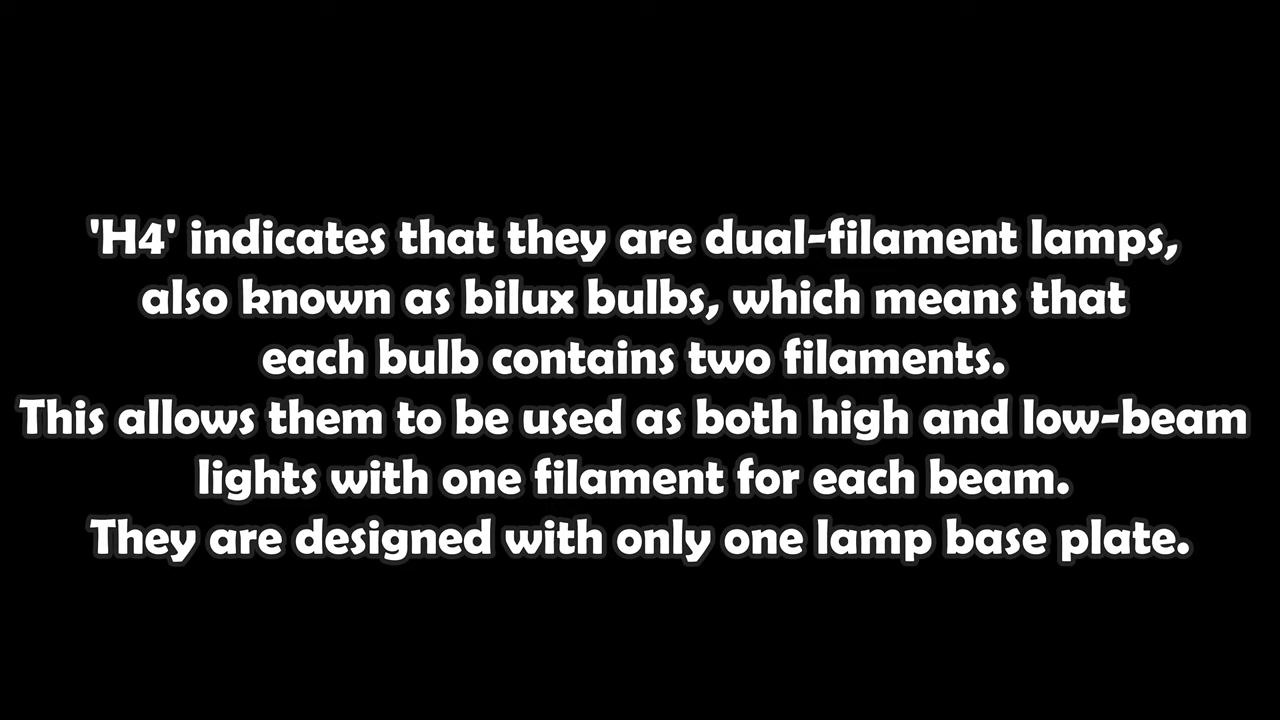 'H4' indicates that they are dual-filament lamps,
also known as bilux bulbs, which means that
each bulb contains two filaments.
This allows them to be used as both high and low-beam
lights with one filament for each beam.
They are designed with only one lamp base plate.